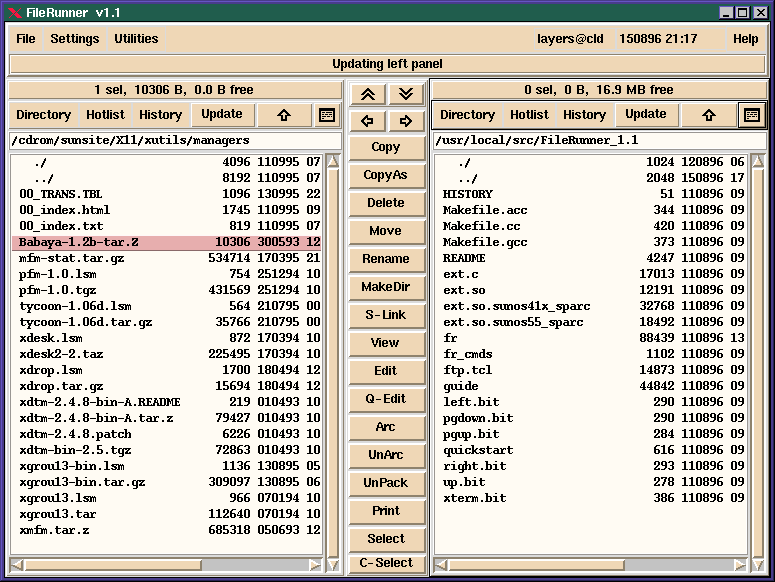 FileRunner v1.1
File Settings Utilities layers@cld 150896 21:17 Help
Updating left panel
1 sel, 10306 B, 0.0 B free
Directory Hotlist History Update
/cdrom/sunsite/X11/xutils/managers
./ 4096 110995 07
../ 8192 110995 07
00_TRANS.TBL 1096 130995 22
00_index.html 1745 110995 09
00_index.txt 819 110995 07
Babaya-1.2b-tar.Z 10306 300593 12
mfm-stat.tar.gz 534714 170395 21
pfm-1.0.lsm 754 251294 10
pfm-1.0.tgz 431569 251294 10
tycoon-1.06d.lsm 564 210795 00
tycoon-1.06d.tar.gz 35766 210795 00
xdesk.lsm 872 170394 10
xdesk2-2.taz 225495 170394 10
xdrop.lsm 1700 180494 12
xdrop.tar.gz 15694 180494 12
xdtm-2.4.8-bin-A.README 219 010493 10
xdtm-2.4.8-bin-A.tar.z 79427 010493 10
xdtm-2.4.8.patch 6226 010493 10
xdtm-bin-2.5.tgz 72863 010493 10
xgrou13-bin.lsm 1136 130895 05
xgrou13-bin.tar.gz 309097 130895 06
xgrou13.lsm 966 070194 10
xgrou13.tar 112640 070194 10
xmfm.tar.z 685318 050693 12
Copy
CopyAs
Delete
Move
Rename
MakeDir
S-Link
View
Edit
Q-Edit
Arc
UnArc
UnPack
Print
Select
C-Select
0 sel, 0 B, 16.9 MB free
Directory Hotlist History Update
/usr/local/src/FileRunner_1.1
./ 1024 120896 06
../ 2048 150896 17
HISTORY 51 110896 09
Makefile.acc 344 110896 09
Makefile.cc 420 110896 09
Makefile.gcc 373 110896 09
README 4247 110896 09
ext.c 17013 110896 09
ext.so 12191 110896 09
ext.so.sunos41x_sparc 32768 110896 09
ext.so.sunos55_sparc 18492 110896 09
fr 88439 110896 13
fr_cmds 1102 110896 09
ftp.tcl 14873 110896 09
guide 44842 110896 09
left.bit 290 110896 09
pgdown.bit 290 110896 09
pgup.bit 284 110896 09
quickstart 616 110896 09
right.bit 293 110896 09
up.bit 278 110896 09
xterm.bit 386 110896 09